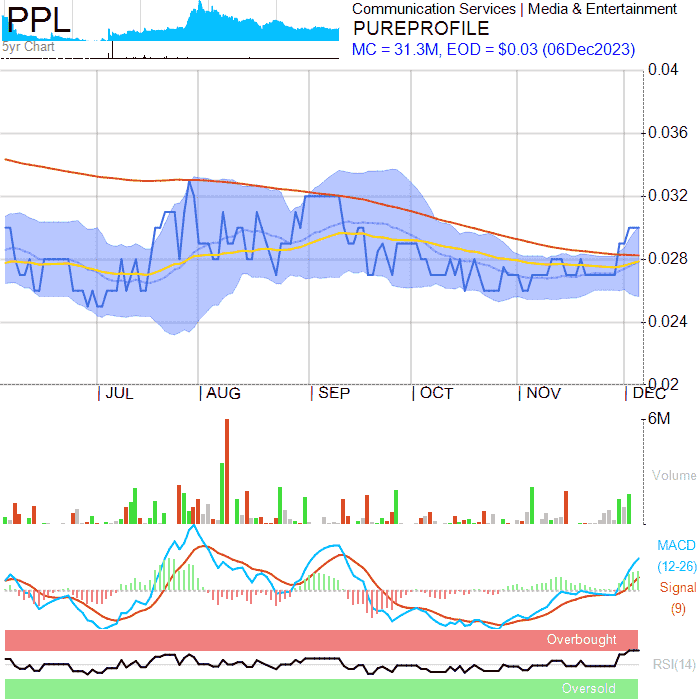 PPL
5yr Chart
Communication Services | Media & Entertainment
PUREPROFILE
MC = 31.3M, EOD = $0.03 (06Dec2023)
0.04
0.036
0.032
0.028
0.024
0.02
JUL AUG SEP OCT NOV DEC
6M
Volume
MACD
(12-26)
Signal
(9)
Overbought
RSI(14)
Oversold